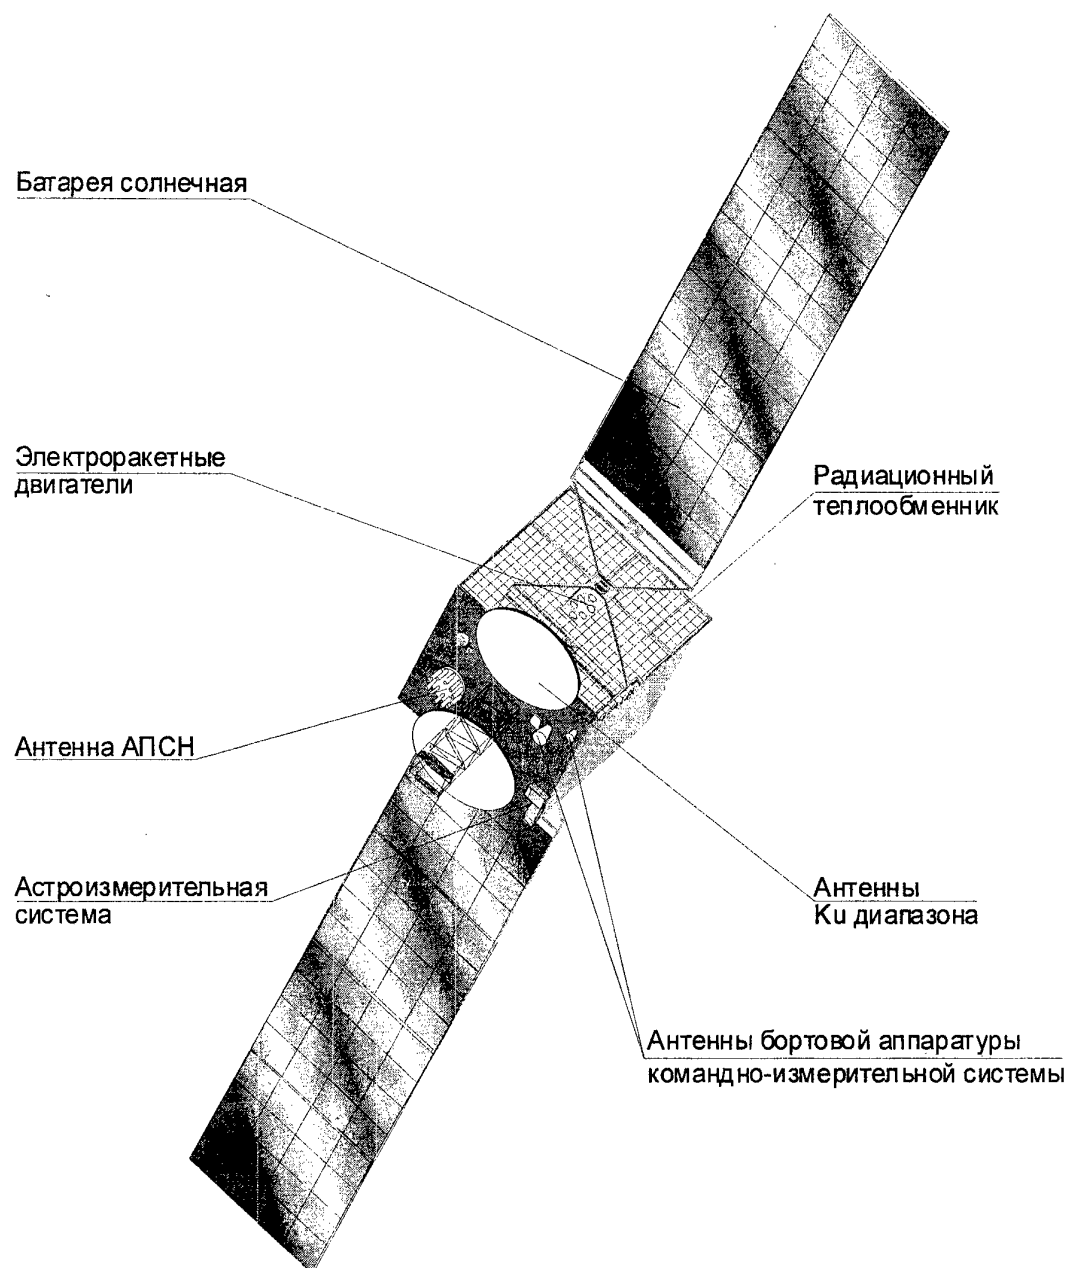 Батарея солнечная
Электроракетные
двигатели
Радиационный
теплообменник
Антенна АПСН
Астроизмерительная
система
Антенны
Ku диапазона
Антенны бортовой аппаратуры
командно-измерительной системы